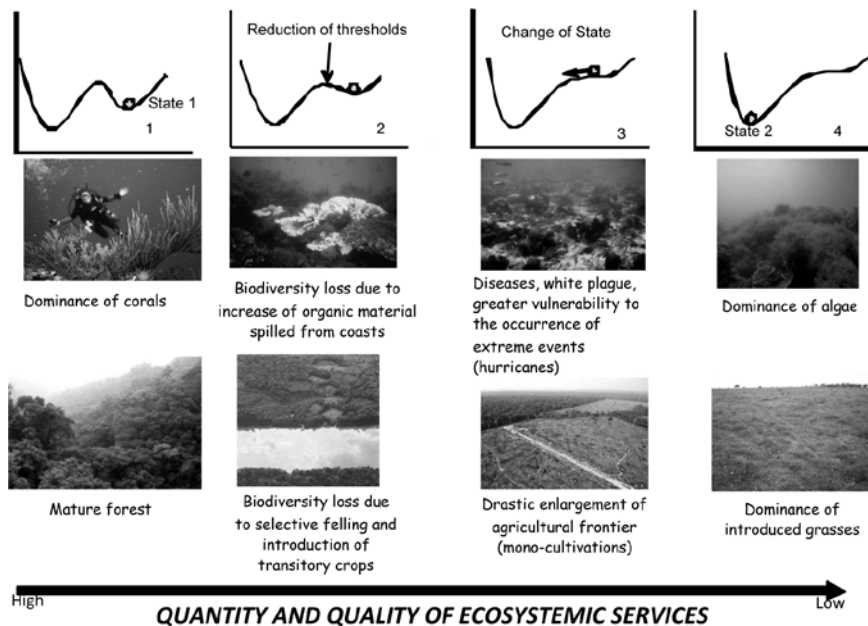 Reduction of thresholds
Change of State
State 1
1
2
3
State 2
4
Dominance of corals
Biodiversity loss due to
increase of organic material
spilled from coasts
Diseases, white plague,
greater vulnerability to
the occurrence of
extreme events
(hurricanes)
Dominance of algae
Mature forest
Biodiversity loss due
to selective felling and
introduction of
transitory crops
Drastic enlargement of
agricultural frontier
(mono-cultivations)
Dominance of
introduced grasses
High
Low
QUANTITY AND QUALITY OF ECOSYSTEMIC SERVICES